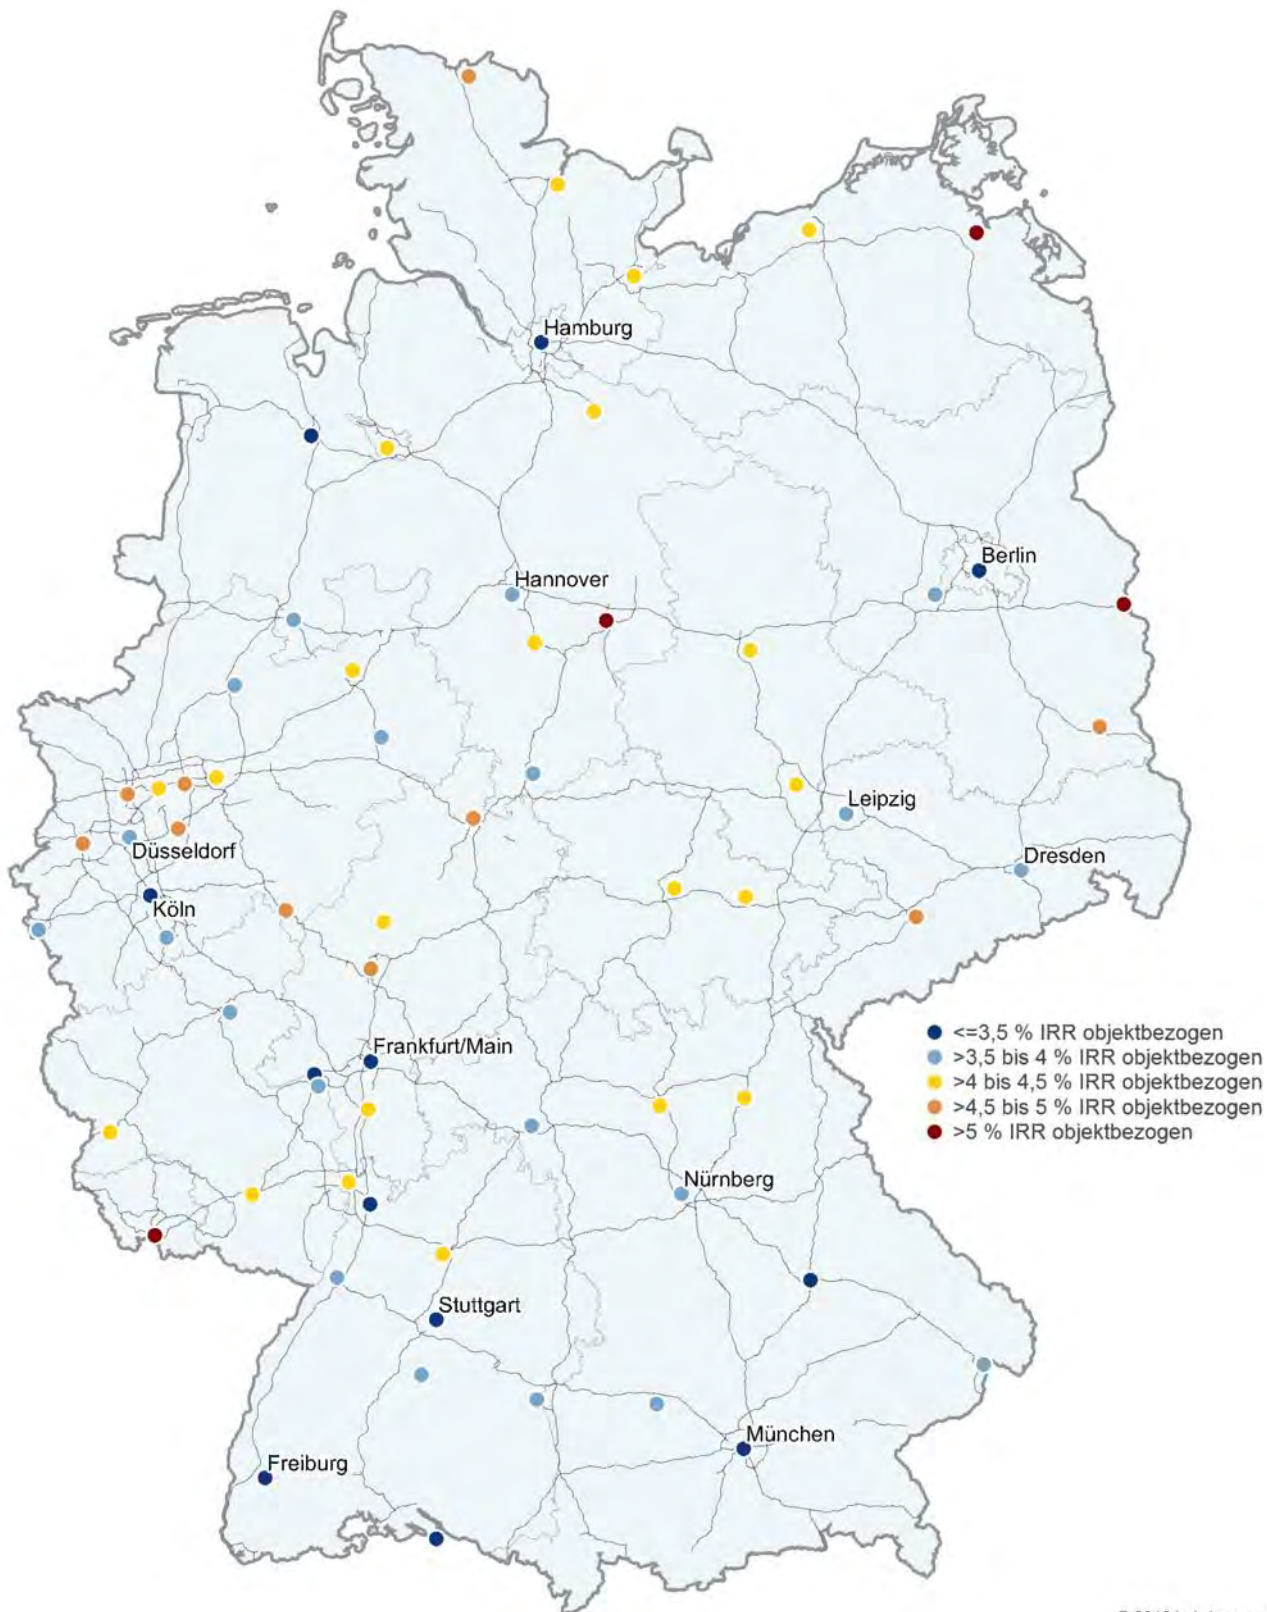 Hamburg
Berlin
Hannover
Leipzig
Düsseldorf
Dresden
Köln
<=3,5 % IRR objektbezogen
>3,5 bis 4 % IRR objektbezogen
>4 bis 4,5 % IRR objektbezogen
>4,5 bis 5 % IRR objektbezogen
>5 % IRR objektbezogen
Frankfurt/Main
Nürnberg
Stuttgart
München
Freiburg